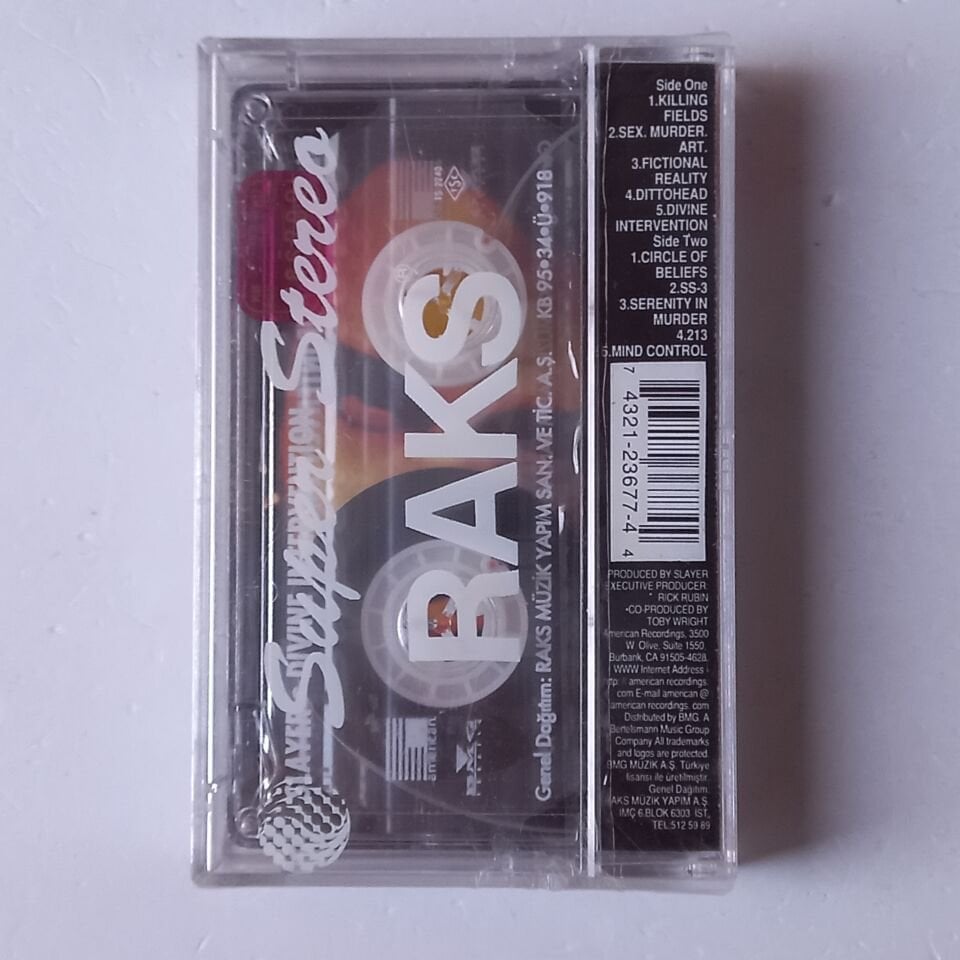 Side One
1.KILLING
FIELDS
2.SEX. MURDER.
ART.
3.FICTIONAL
REALITY
4.DITTOHEAD
5.DIVINE
INTERVENTION
Side Two
1.CIRCLE OF
BELIEFS
2.SS-3
3.SERENITY IN
MURDER
4.213
5.MIND CONTROL
7 4321-23677-4 4
PRODUCED BY SLAYER
EXECUTIVE PRODUCER:
RICK RUBIN
•CO-PRODUCED BY
TOBY WRIGHT
American Recordings, 3500
W. Olive, Suite 1550,
Burbank, CA 91505-4628.
WWW Internet Address
american recordings.
com E-mail american @
american recordings. com
Distributed by BMG. A
Bertelsmann Music Group
Company All trademarks
and logos are protected.
BMG MÜZİK A.Ş. Türkiye
lisansı ile üretilmiştir.
Genel Dağıtım:
RAKS MÜZİK YAPIM A.Ş.
İMÇ 6.BLOK 6303 İST.
TEL:512 59 89
Super Stereo
SLAYER DIVINE INTERVENTION
RAKS
®
TSE
american
BMG
Genel Dağıtım: RAKS MÜZİK YAPIM SAN. VE TİC. A.Ş. KB 95•34•Ü•918